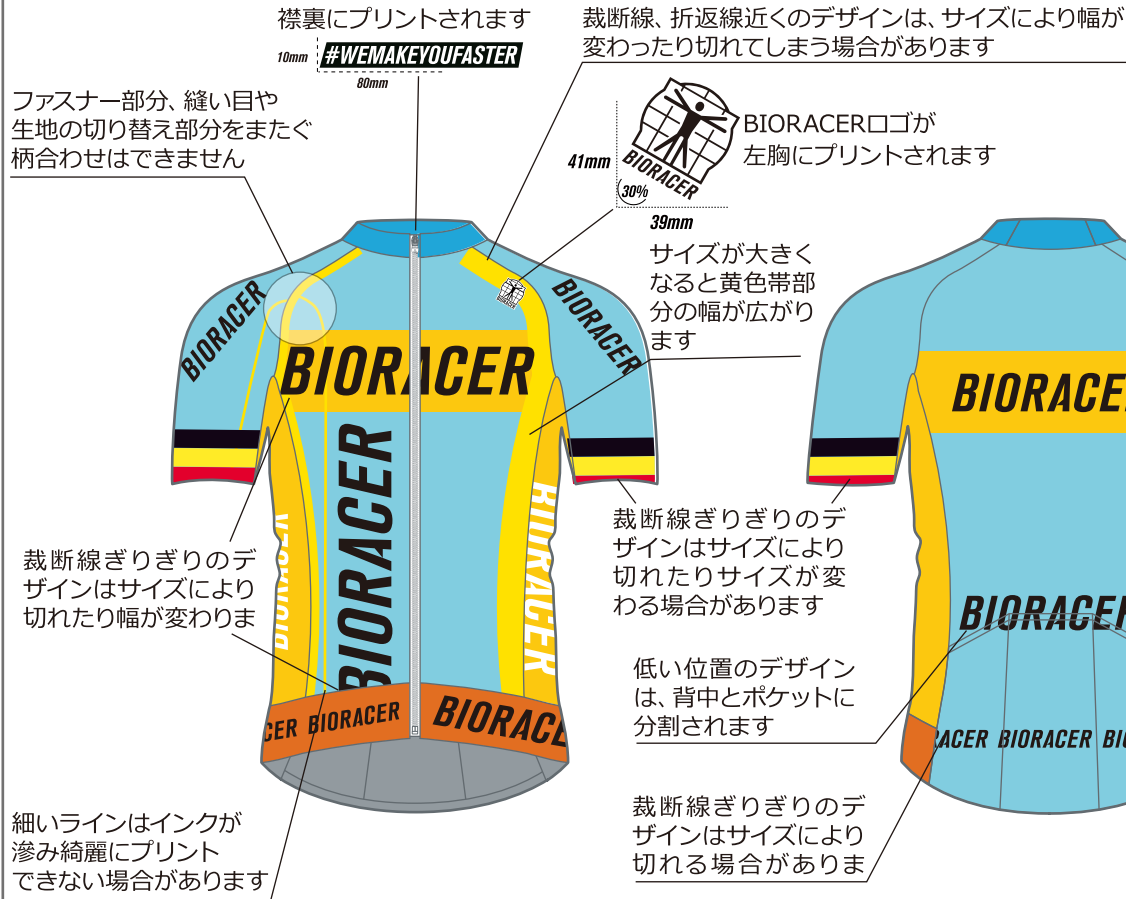 襟裏にプリントされます
10mm
#WEMAKEYOUFASTER
80mm
裁断線、折返線近くのデザインは、サイズにより幅が
変わったり切れてしまう場合があります
ファスナー部分、縫い目や
生地の切り替え部分をまたぐ
柄合わせはできません
BIORACERロゴが
左胸にプリントされます
41mm
BIORACER
30%
39mm
サイズが大きく
なると黄色帯部
分の幅が広がり
ます
BIORACER
BIORACER
BIORACER
BIORACER
BIORACER
BIORACER
CER BIORACER
BIORACE
裁断線ぎりぎりのデ
ザインはサイズにより
切れたり幅が変わりま
裁断線ぎりぎりのデ
ザインはサイズにより
切れたりサイズが変
わる場合があります
低い位置のデザイン
は、背中とポケットに
分割されます
裁断線ぎりぎりのデ
ザインはサイズにより
切れる場合がありま
細いラインはインクが
滲み綺麗にプリント
できない場合があります
BIORACE
BIORACER
RACER BIORACER BIO